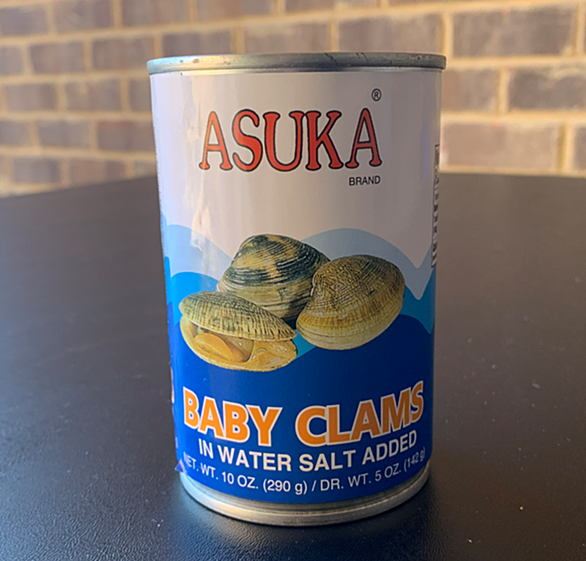 ®
ASUKA
BRAND
BABY CLAMS
IN WATER SALT ADDED
NET. WT. 10 OZ. (290 g) / DR. WT. 5 OZ. (142 g)